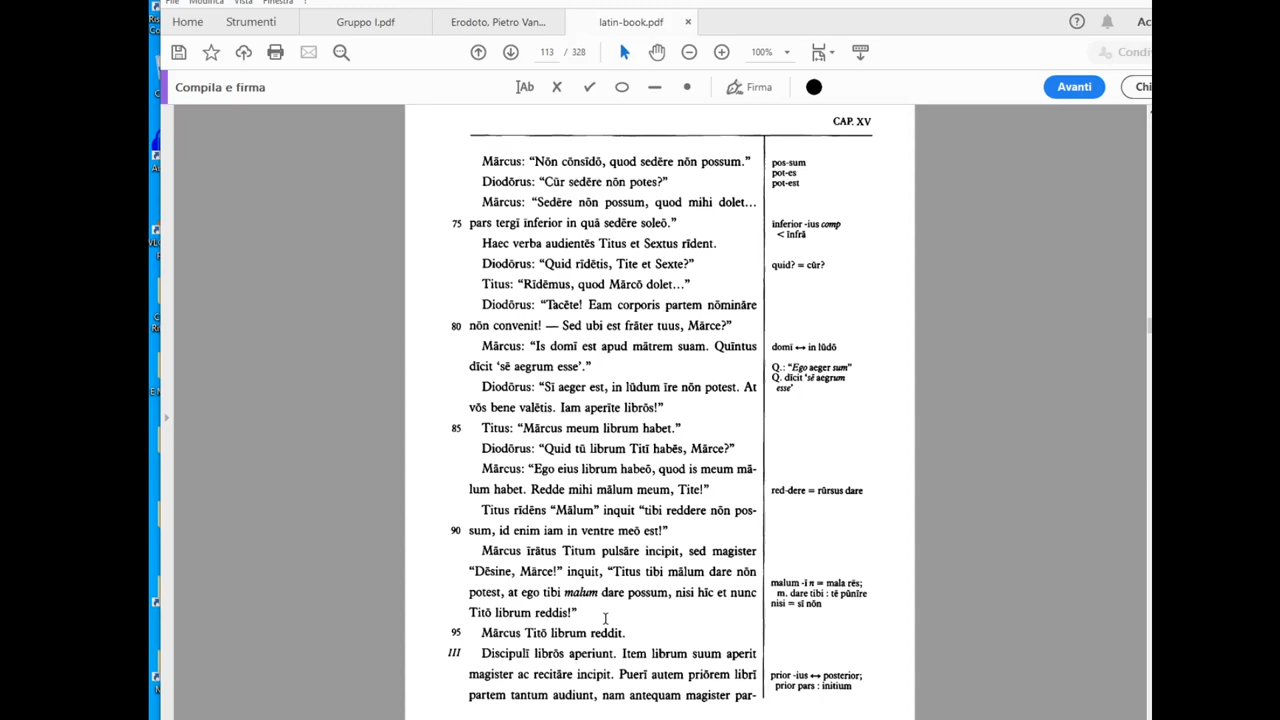 File Modifica Vista Finestra
Home Strumenti Gruppo I.pdf Erodoto, Pietro Van... latin-book.pdf × ? Ac
113 / 328 100% Condi
Compila e firma Ab Firma Avanti Chi
CAP. XV
Mārcus: “Nōn cōnsīdō, quod sedēre nōn possum.” pos-sum
pot-es
Diodōrus: “Cūr sedēre nōn potes?” pot-est
Mārcus: “Sedēre nōn possum, quod mihi dolet...
75 pars tergī īnferior in quā sedēre soleō.” īnferior -ius comp
< īnfrā
Haec verba audientēs Titus et Sextus rīdent.
Diodōrus: “Quid rīdētis, Tite et Sexte?” quid? = cūr?
Titus: “Rīdēmus, quod Mārcō dolet...”
Diodōrus: “Tacēte! Eam corporis partem nōmināre
80 nōn convenit! — Sed ubi est frāter tuus, Mārce?”
Mārcus: “Is domī est apud mātrem suam. Quīntus domī ↔ in lūdō
dīcit ‘sē aegrum esse’.” Q.: “Ego aeger sum”
Q. dīcit ‘sē aegrum
Diodōrus: “Sī aeger est, in lūdum īre nōn potest. At esse’
vōs bene valētis. Iam aperīte librōs!”
85 Titus: “Mārcus meum librum habet.”
Diodōrus: “Quid tū librum Titī habēs, Mārce?”
Mārcus: “Ego eius librum habeō, quod is meum mā-
lum habet. Redde mihi mālum meum, Tite!” red-dere = rūrsus dare
Titus rīdēns “Mālum” inquit “tibi reddere nōn pos-
90 sum, id enim iam in ventre meō est!”
Mārcus īrātus Titum pulsāre incipit, sed magister
“Dēsine, Mārce!” inquit, “Titus tibi mālum dare nōn malum -ī n = mala rēs;
potest, at ego tibi malum dare possum, nisi hīc et nunc m. dare tibi : tē pūnīre
nisi = sī nōn
Titō librum reddis!”
95 Mārcus Titō librum reddit.
III Discipulī librōs aperiunt. Item librum suum aperit
magister ac recitāre incipit. Puerī autem priōrem librī prior -ius ↔ posterior;
prior pars : initium
partem tantum audiunt, nam antequam magister par-